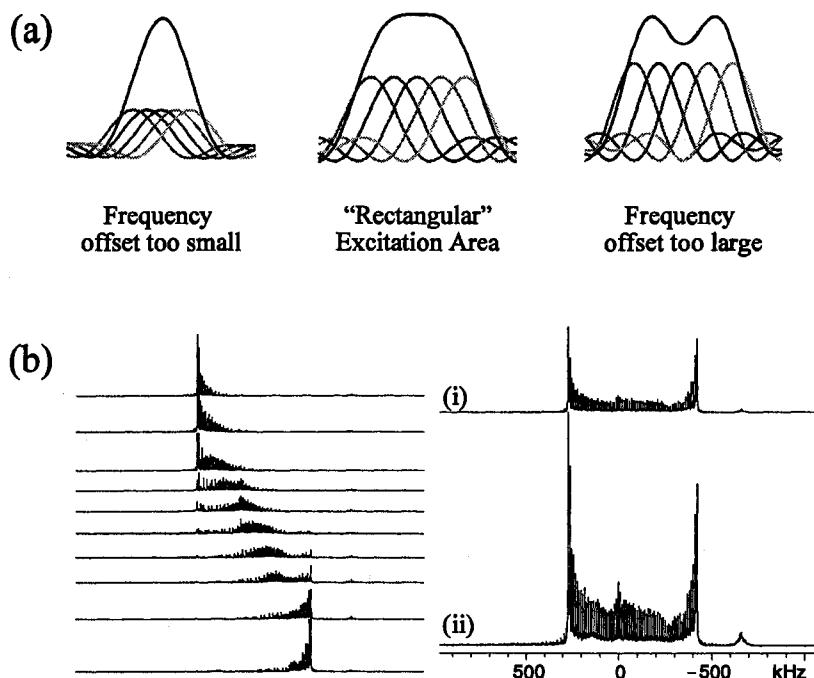 (a)
Frequency
offset too small
“Rectangular”
Excitation Area
Frequency
offset too large
(b)
(i)
(ii)
500 0 −500 kHz